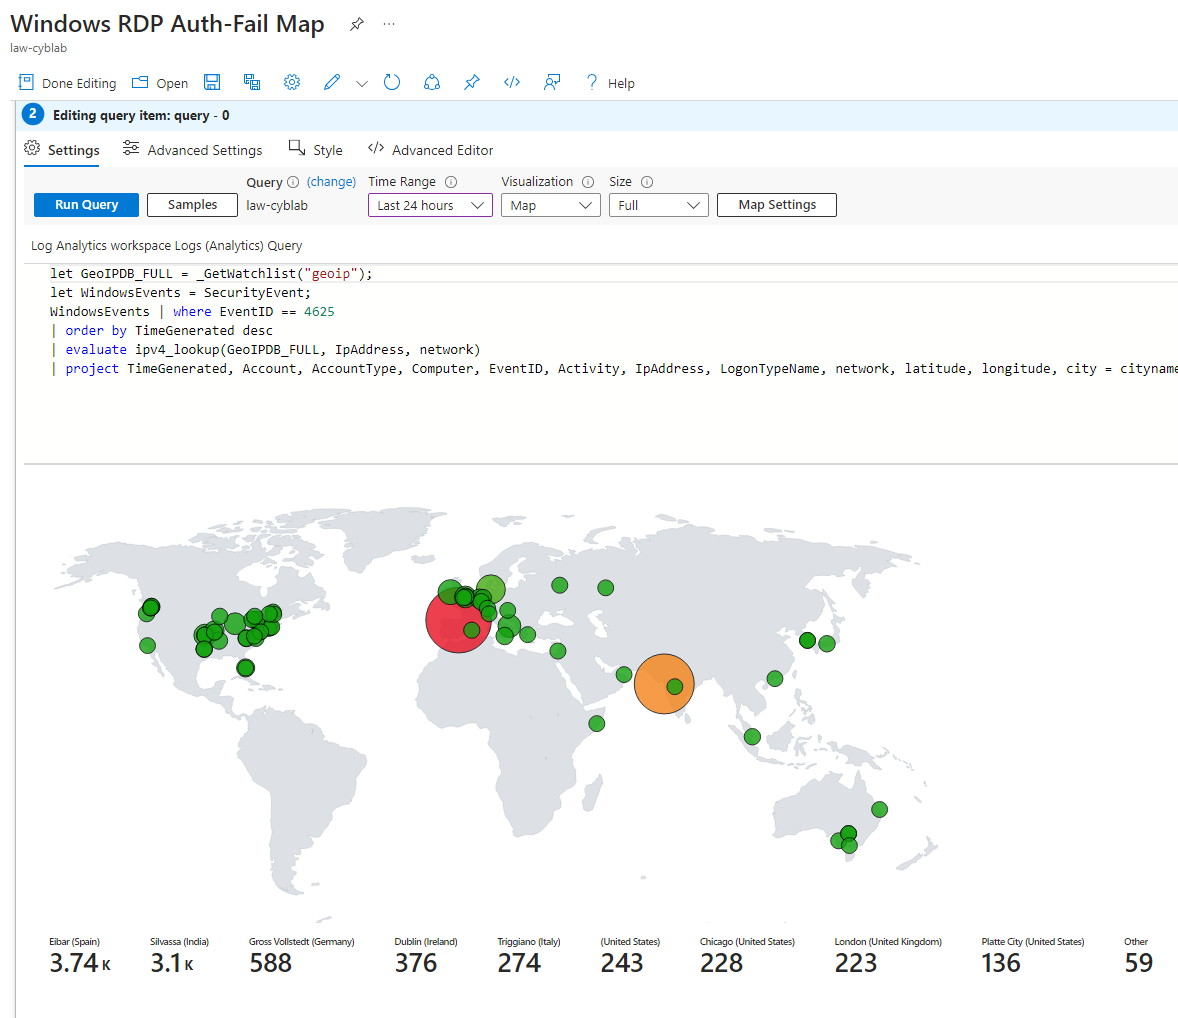 Windows RDP Auth-Fail Map ...
law-cyblab
Done Editing Open Help
2 Editing query item: query - 0
Settings Advanced Settings Style Advanced Editor
Query (change) Time Range Visualization Size
Run Query Samples law-cyblab Last 24 hours Map Full Map Settings
Log Analytics workspace Logs (Analytics) Query
let GeoIPDB_FULL = _GetWatchlist("geoip");
let WindowsEvents = SecurityEvent;
WindowsEvents | where EventID == 4625
| order by TimeGenerated desc
| evaluate ipv4_lookup(GeoIPDB_FULL, IpAddress, network)
| project TimeGenerated, Account, AccountType, Computer, EventID, Activity, IpAddress, LogonTypeName, network, latitude, longitude, city = cityname
Eibar (Spain) Silvassa (India) Gross Vollstedt (Germany) Dublin (Ireland) Triggiano (Italy) (United States) Chicago (United States) London (United Kingdom) Platte City (United States) Other
3.74 K 3.1 K 588 376 274 243 228 223 136 59